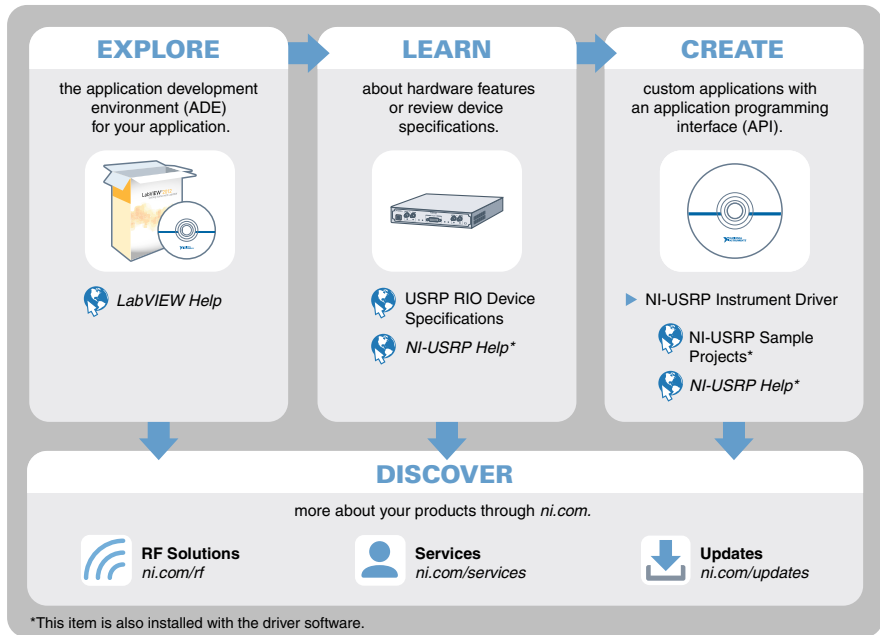 EXPLORE
the application development
environment (ADE)
for your application.
LabVIEW
LabVIEW Help
LEARN
about hardware features
or review device
specifications.
USRP RIO Device
Specifications
NI-USRP Help*
CREATE
custom applications with
an application programming
interface (API).
NATIONAL
INSTRUMENTS
NI-USRP Instrument Driver
NI-USRP Sample
Projects*
NI-USRP Help*
DISCOVER
more about your products through ni.com.
RF Solutions
ni.com/rf
Services
ni.com/services
Updates
ni.com/updates
*This item is also installed with the driver software.